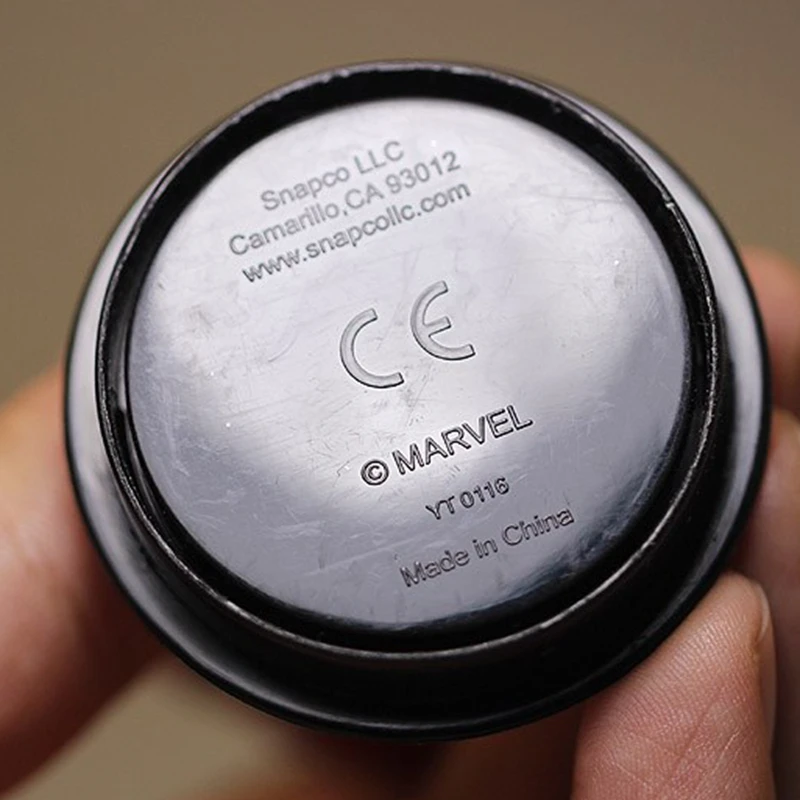 Snapco LLC
Camarillo,CA 93012
www.snapcollc.com
CE
© MARVEL
YT 0116
Made in China